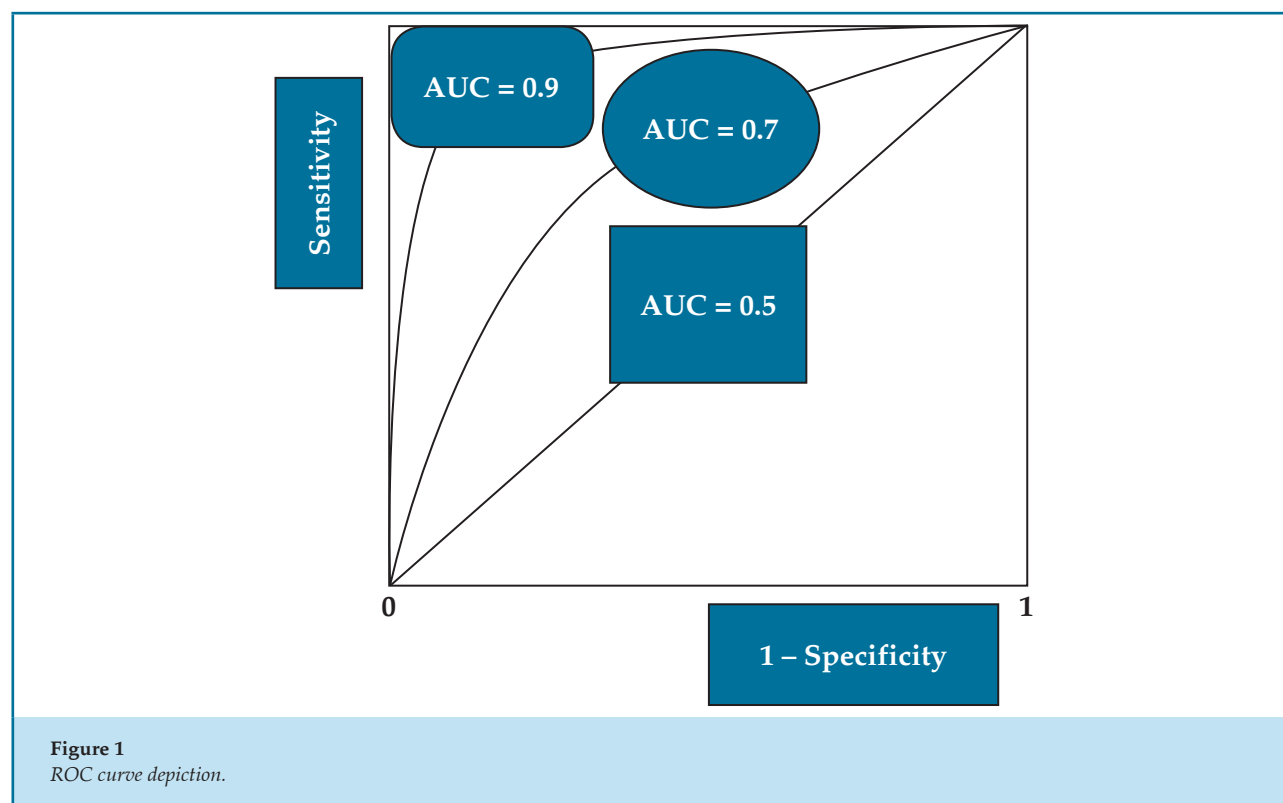 AUC = 0.9
AUC = 0.7
Sensitivity
AUC = 0.5
0
1
1 – Specificity
Figure 1
ROC curve depiction.